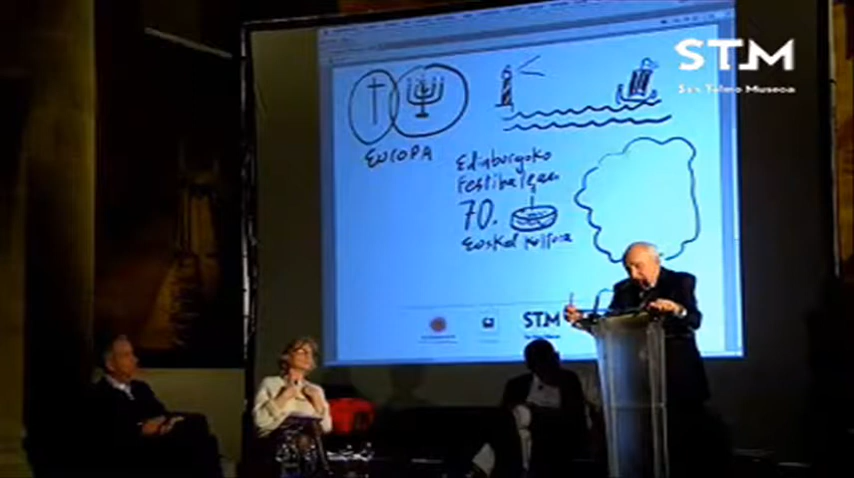 STM
San Telmo Museoa
EUROPA
Edinburgoko
Festibalean
70.
Euskal kultura
STM